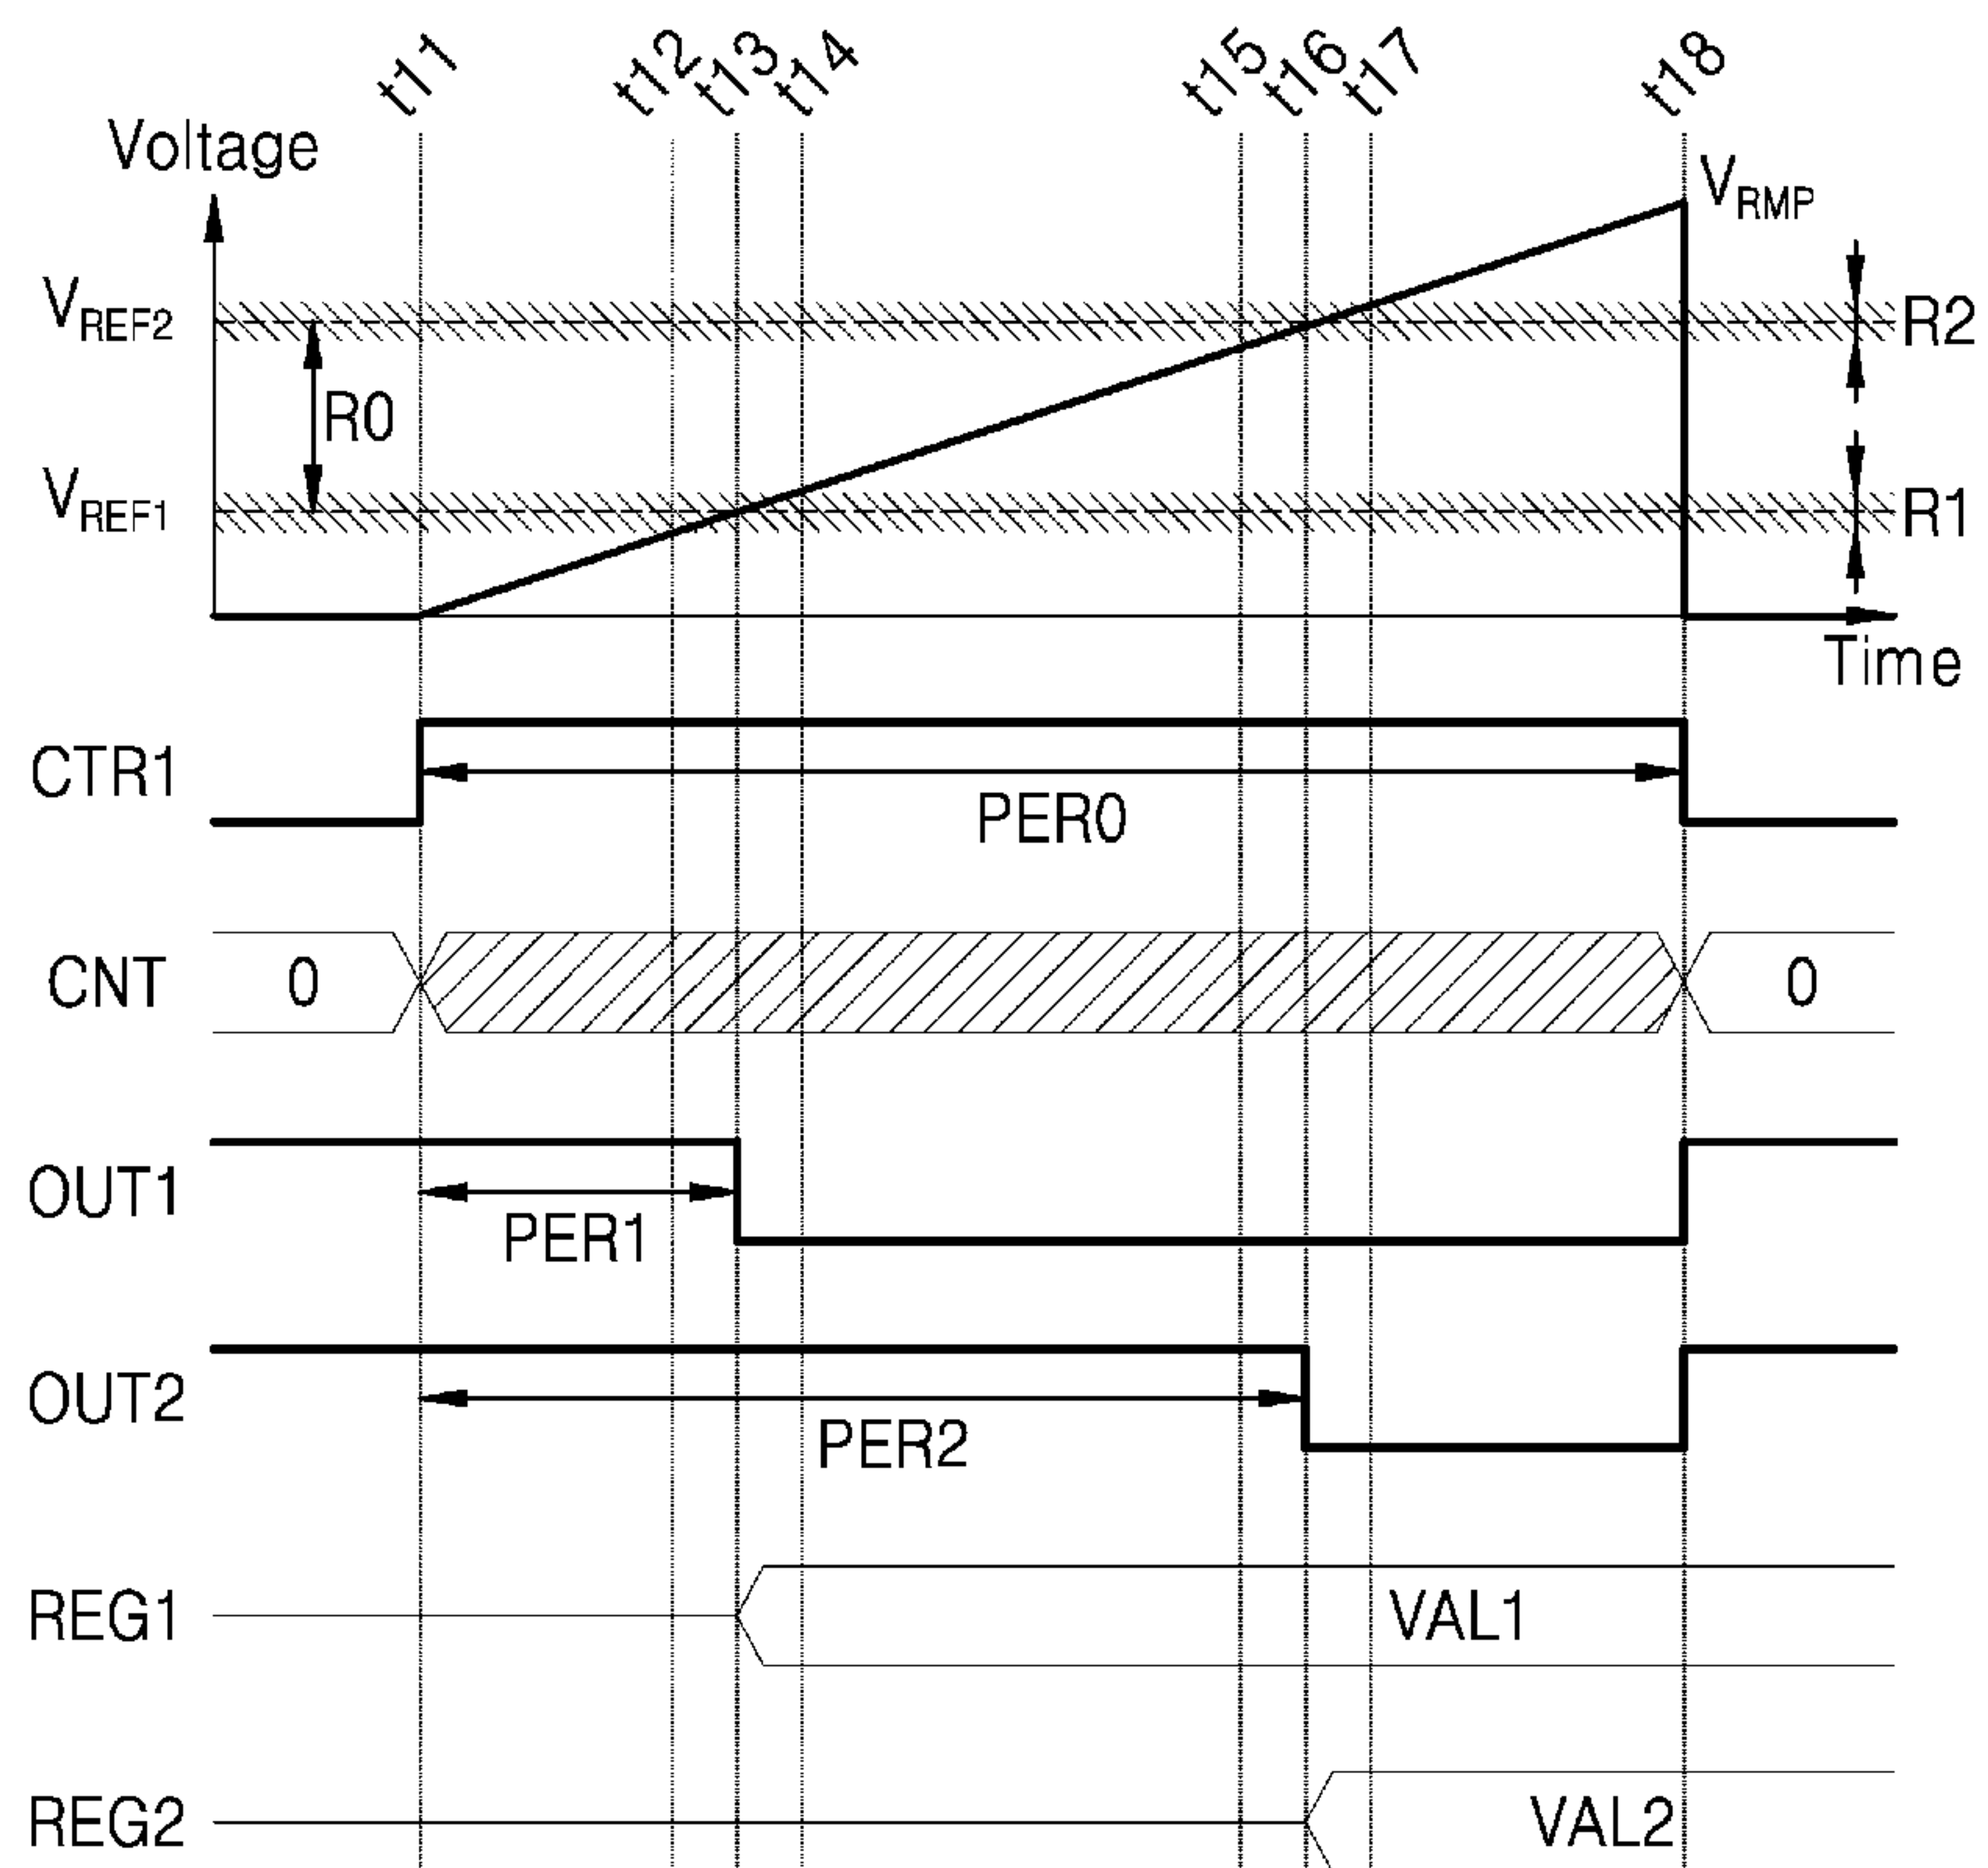 t11 t12 t13 t14 t15 t16 t17 t18
Voltage
VRMP
VREF2
R2
R0
VREF1
R1
Time
CTR1
PER0
CNT 0 0
OUT1
PER1
OUT2
PER2
REG1 VAL1
REG2 VAL2